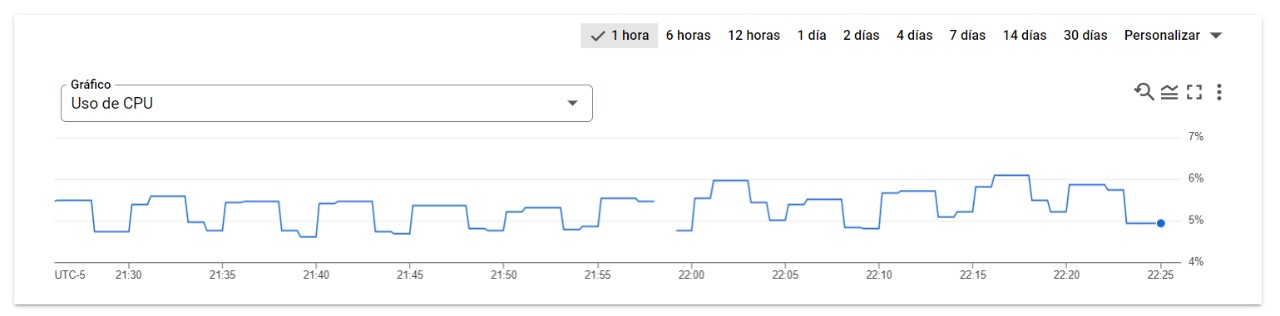 1 hora 6 horas 12 horas 1 día 2 días 4 días 7 días 14 días 30 días Personalizar
Gráfico
Uso de CPU
7%
6%
5%
4%
UTC-5 21:30 21:35 21:40 21:45 21:50 21:55 22:00 22:05 22:10 22:15 22:20 22:25